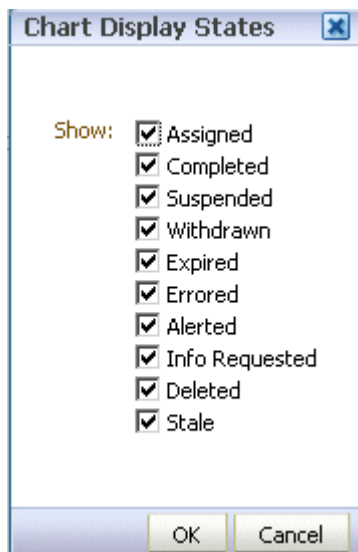 Chart Display States
Show: Assigned
Completed
Suspended
Withdrawn
Expired
Errored
Alerted
Info Requested
Deleted
Stale
OK Cancel